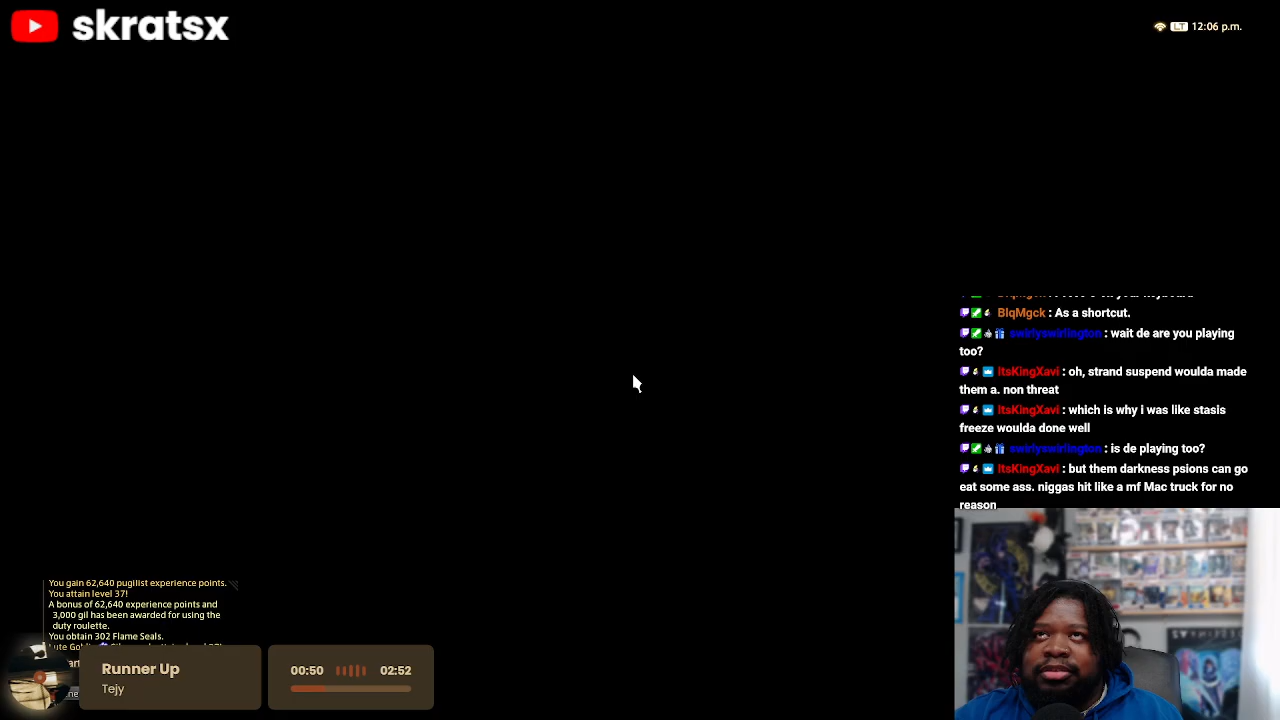 skratsx
LT 12:06 p.m.
BlqMgck : As a shortcut.
swirlyswirlington : wait de are you playing
too?
ItsKingXavi : oh, strand suspend woulda made
them a. non threat
ItsKingXavi : which is why i was like stasis
freeze woulda done well
swirlyswirlington : is de playing too?
ItsKingXavi : but them darkness psions can go
eat some ass. niggas hit like a mf Mac truck for no
reason
You gain 62,640 pugilist experience points.
You attain level 37!
A bonus of 62,640 experience points and
3,000 gil has been awarded for using the
duty roulette.
You obtain 302 Flame Seals.
Runner Up
Tejy
00:50
02:52